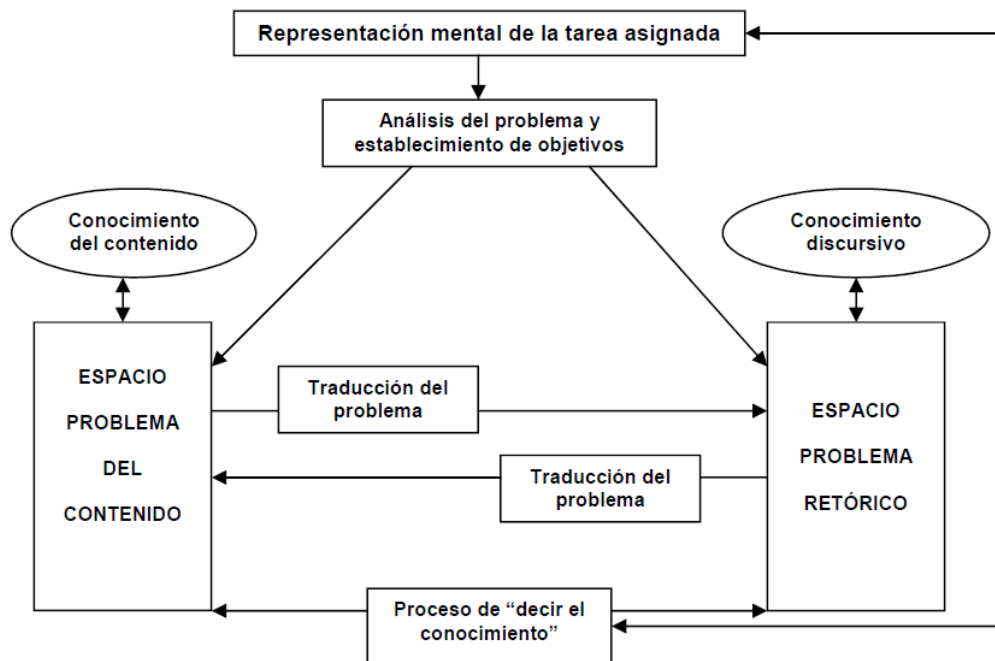 Representación mental de la tarea asignada
Análisis del problema y
establecimiento de objetivos
Conocimiento
del contenido
Conocimiento
discursivo
ESPACIO
PROBLEMA
DEL
CONTENIDO
Traducción del
problema
Traducción del
problema
ESPACIO
PROBLEMA
RETÓRICO
Proceso de “decir el
conocimiento”